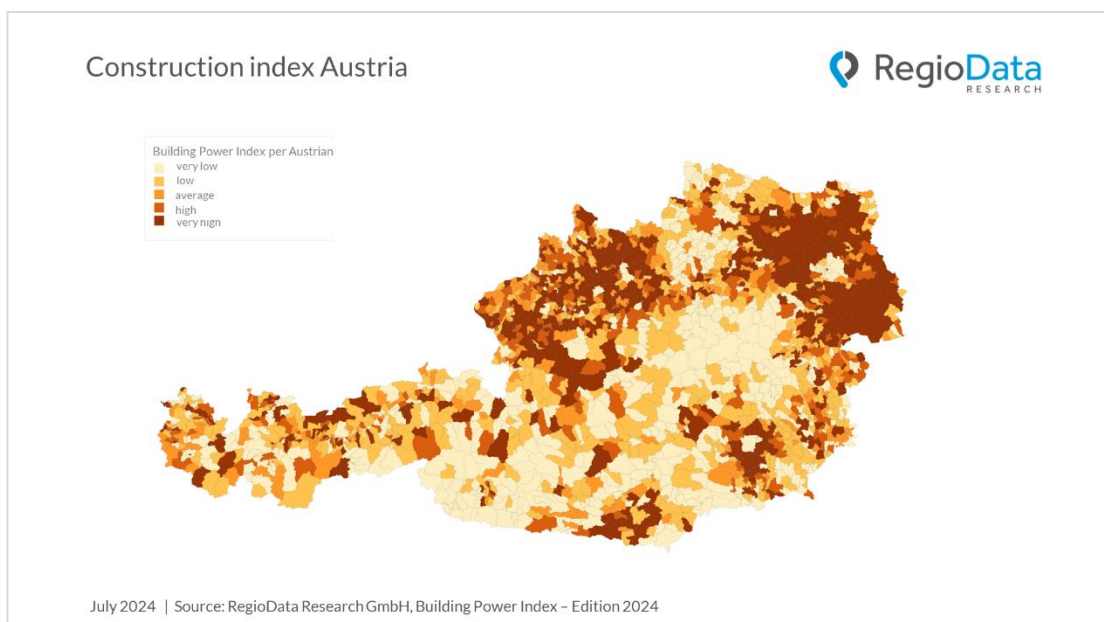 Construction index Austria
RegioData
RESEARCH
Building Power Index per Austrian
very low
low
average
high
very high
July 2024 | Source: RegioData Research GmbH, Building Power Index – Edition 2024